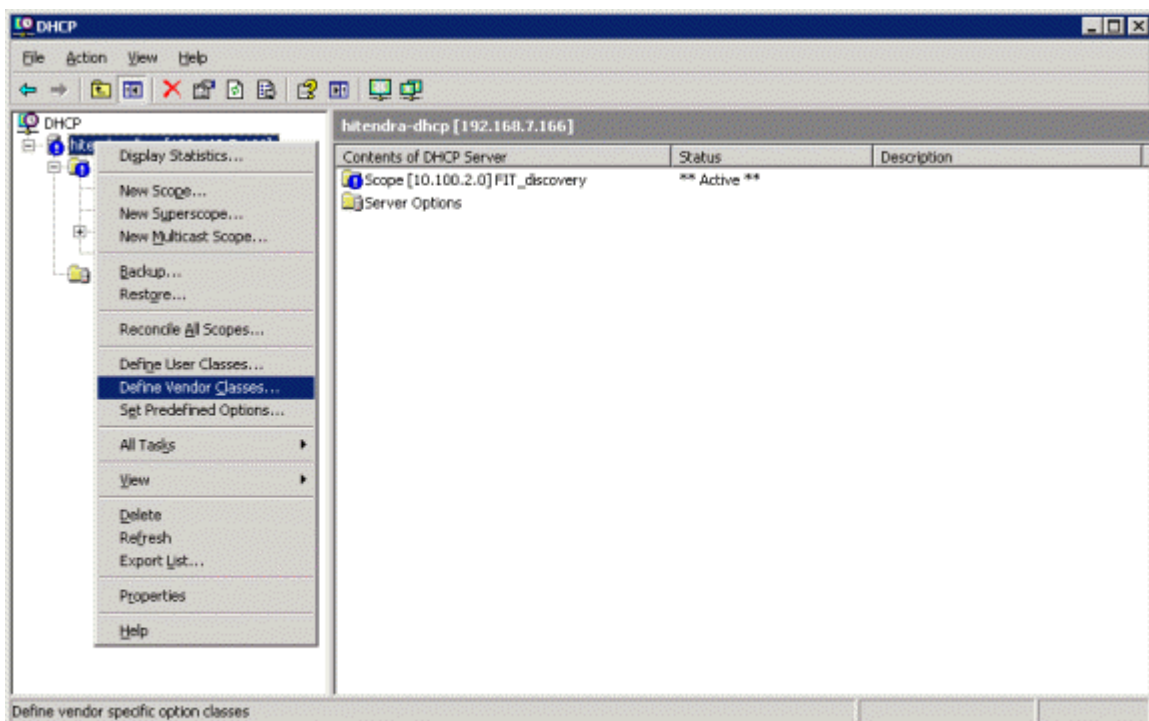 DHCP
File Action View Help
DHCP
hite
Display Statistics...
New Scope...
New Superscope...
New Multicast Scope...
Backup...
Restore...
Reconcile All Scopes...
Define User Classes...
Define Vendor Classes...
Set Predefined Options...
All Tasks
View
Delete
Refresh
Export List...
Properties
Help
hitendra-dhcp [192.168.7.166]
Contents of DHCP Server Status Description
Scope [10.100.2.0] FIT_discovery ** Active **
Server Options
Define vendor specific option classes